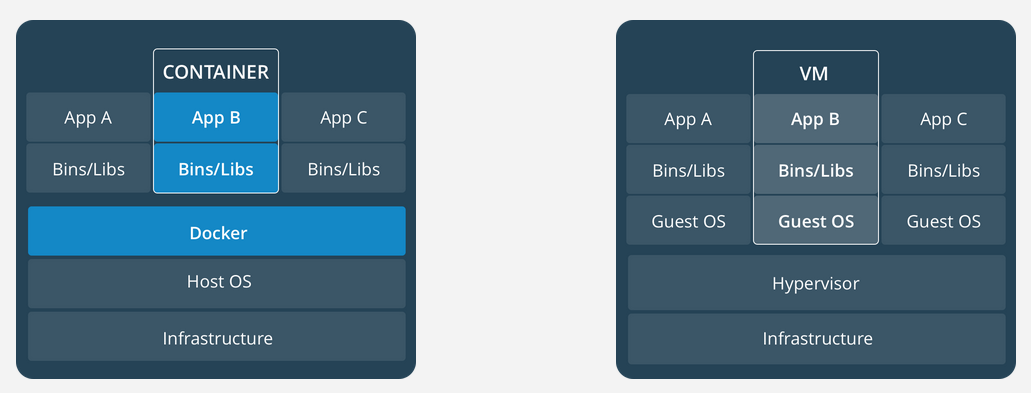 CONTAINER
App A
App B
App C
Bins/Libs
Bins/Libs
Bins/Libs
Docker
Host OS
Infrastructure
VM
App A
App B
App C
Bins/Libs
Bins/Libs
Bins/Libs
Guest OS
Guest OS
Guest OS
Hypervisor
Infrastructure